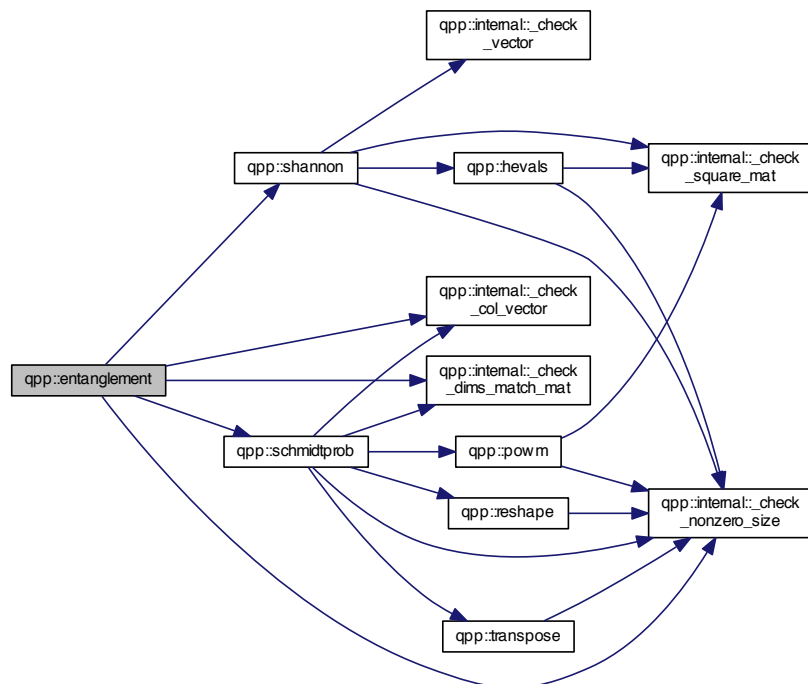 qpp::internal::_check
_vector
qpp::shannon
qpp::hevals
qpp::internal::_check
_square_mat
qpp::internal::_check
_col_vector
qpp::entanglement
qpp::internal::_check
_dims_match_mat
qpp::schmidtprob
qpp::powm
qpp::reshape
qpp::internal::_check
_nonzero_size
qpp::transpose